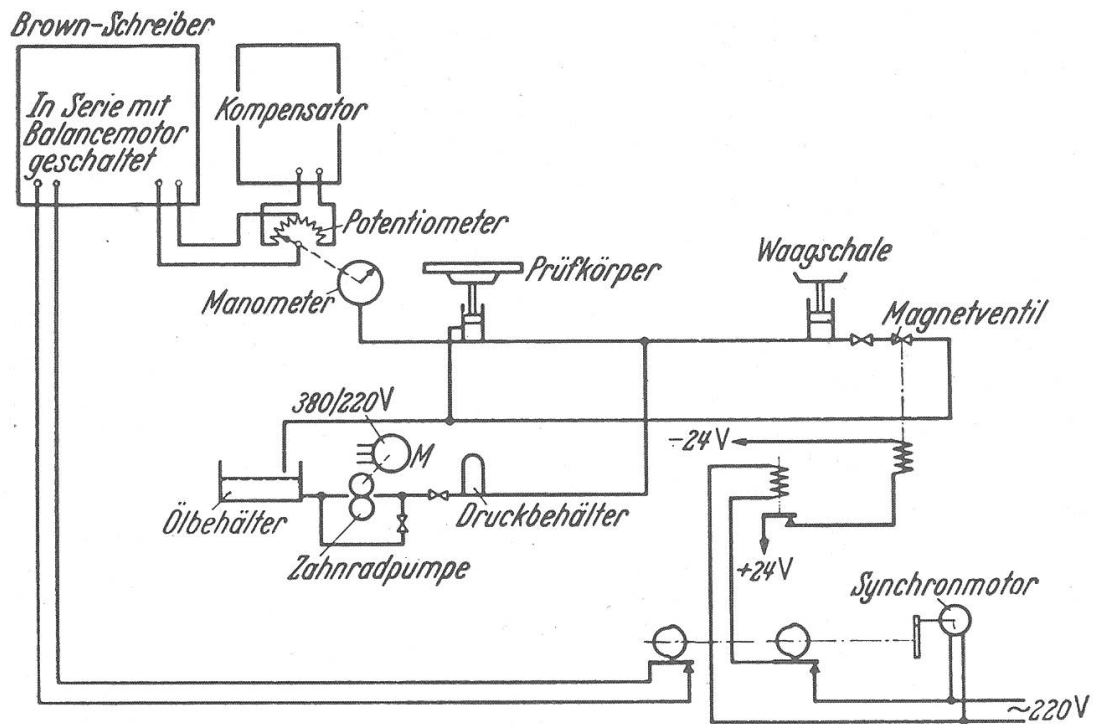 Brown-Schreiber
In Serie mit
Balancemotor
geschaltet
Kompensator
Potentiometer
Manometer
Prüfkörper
Waagschale
Magnetventil
380/220V
M
-24V
Ölbehälter
Druckbehälter
Zahnradpumpe
+24V
Synchronmotor
~220V